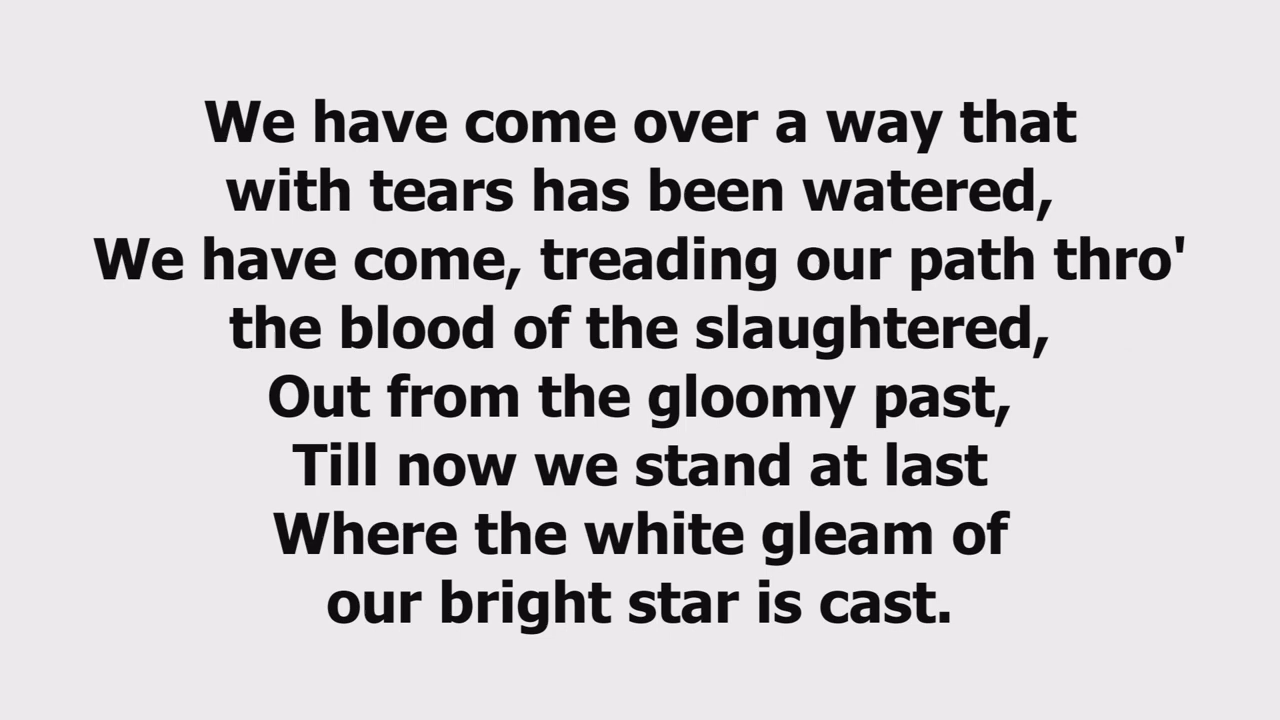 We have come over a way that
with tears has been watered,
We have come, treading our path thro'
the blood of the slaughtered,
Out from the gloomy past,
Till now we stand at last
Where the white gleam of
our bright star is cast.